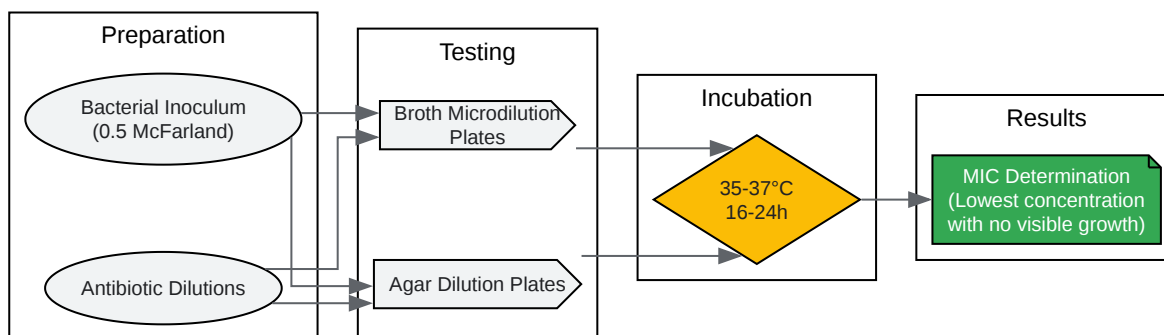 Preparation
Bacterial Inoculum
(0.5 McFarland)
Antibiotic Dilutions
Testing
Broth Microdilution
Plates
Agar Dilution Plates
Incubation
35-37°C
16-24h
Results
MIC Determination
(Lowest concentration
with no visible growth)